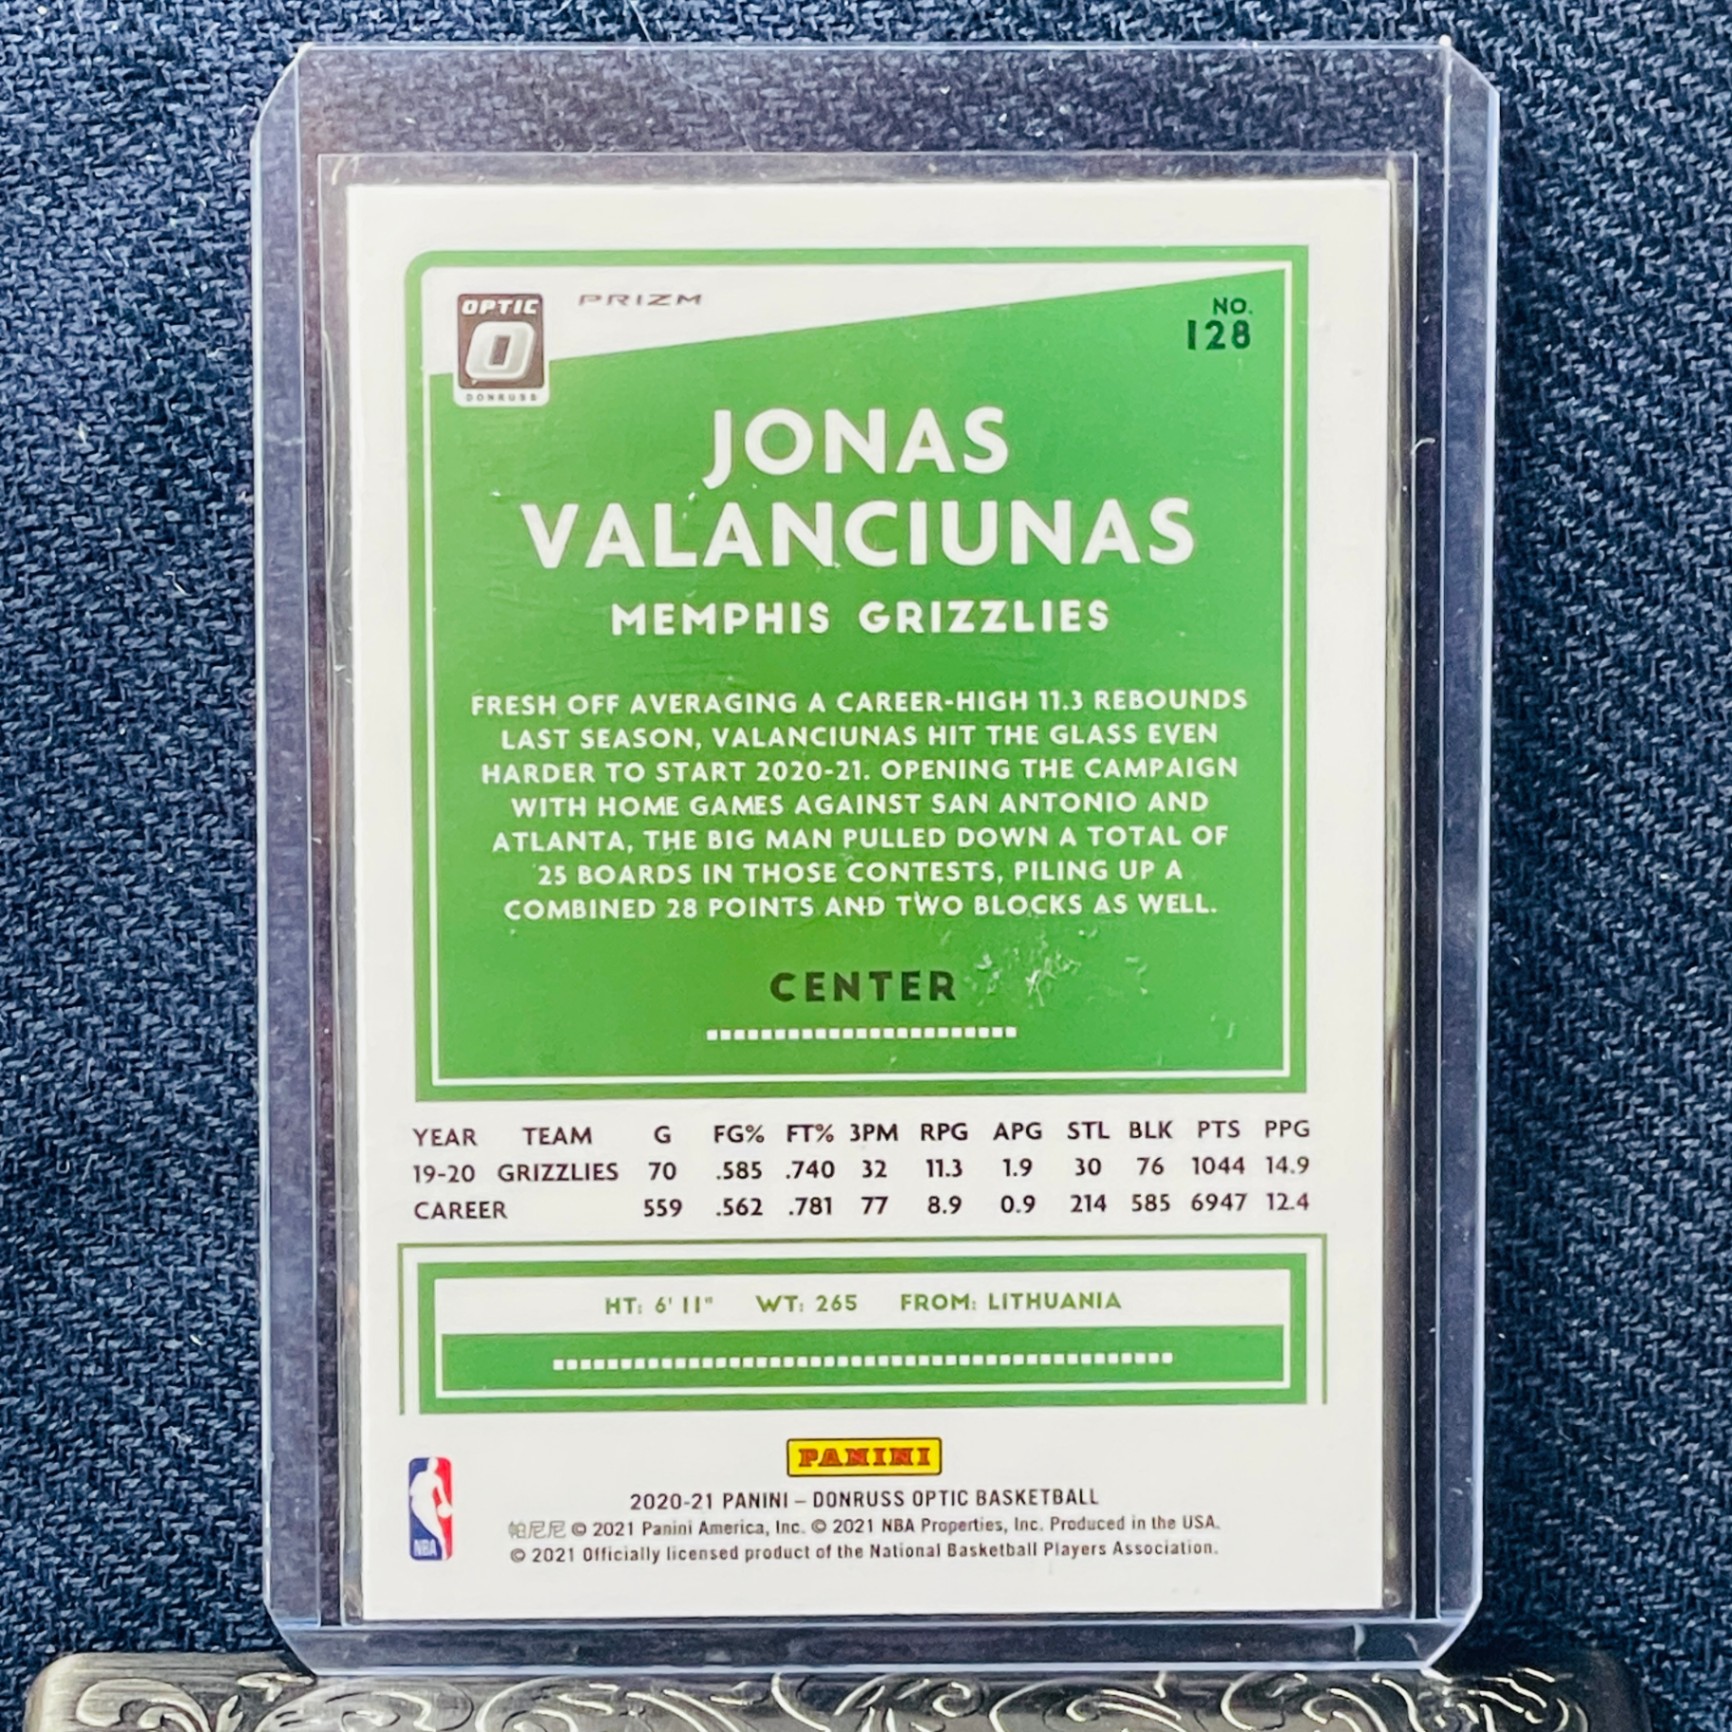 OPTIC
DONRUSS
PRIZM
NO.
128
JONAS
VALANCIUNAS
MEMPHIS GRIZZLIES
FRESH OFF AVERAGING A CAREER-HIGH 11.3 REBOUNDS
LAST SEASON, VALANCIUNAS HIT THE GLASS EVEN
HARDER TO START 2020-21. OPENING THE CAMPAIGN
WITH HOME GAMES AGAINST SAN ANTONIO AND
ATLANTA, THE BIG MAN PULLED DOWN A TOTAL OF
25 BOARDS IN THOSE CONTESTS, PILING UP A
COMBINED 28 POINTS AND TWO BLOCKS AS WELL.
CENTER
YEAR TEAM G FG% FT% 3PM RPG APG STL BLK PTS PPG
19-20 GRIZZLIES 70 .585 .740 32 11.3 1.9 30 76 1044 14.9
CAREER 559 .562 .781 77 8.9 0.9 214 585 6947 12.4
HT: 6' 11" WT: 265 FROM: LITHUANIA
PANINI
NBA
2020-21 PANINI – DONRUSS OPTIC BASKETBALL
帕尼尼 © 2021 Panini America, Inc. © 2021 NBA Properties, Inc. Produced in the USA.
© 2021 Officially licensed product of the National Basketball Players Association.